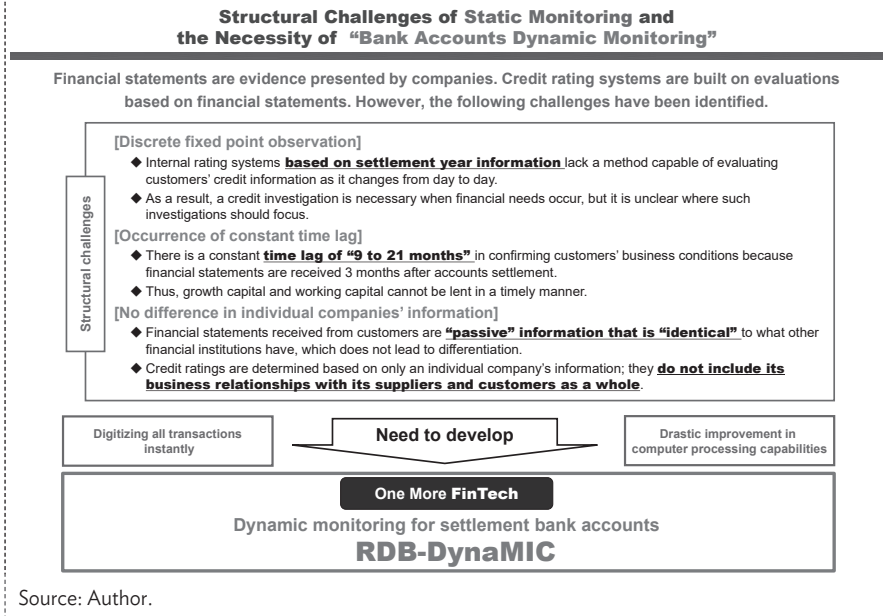 Structural Challenges of Static Monitoring and
the Necessity of “Bank Accounts Dynamic Monitoring”
Financial statements are evidence presented by companies. Credit rating systems are built on evaluations
based on financial statements. However, the following challenges have been identified.
Structural challenges
[Discrete fixed point observation]
◆ Internal rating systems based on settlement year information lack a method capable of evaluating
customers’ credit information as it changes from day to day.
◆ As a result, a credit investigation is necessary when financial needs occur, but it is unclear where such
investigations should focus.
[Occurrence of constant time lag]
◆ There is a constant time lag of “9 to 21 months” in confirming customers’ business conditions because
financial statements are received 3 months after accounts settlement.
◆ Thus, growth capital and working capital cannot be lent in a timely manner.
[No difference in individual companies’ information]
◆ Financial statements received from customers are “passive” information that is “identical” to what other
financial institutions have, which does not lead to differentiation.
◆ Credit ratings are determined based on only an individual company’s information; they do not include its
business relationships with its suppliers and customers as a whole.
Digitizing all transactions
instantly
Need to develop
Drastic improvement in
computer processing capabilities
One More FinTech
Dynamic monitoring for settlement bank accounts
RDB-DynaMIC
Source: Author.